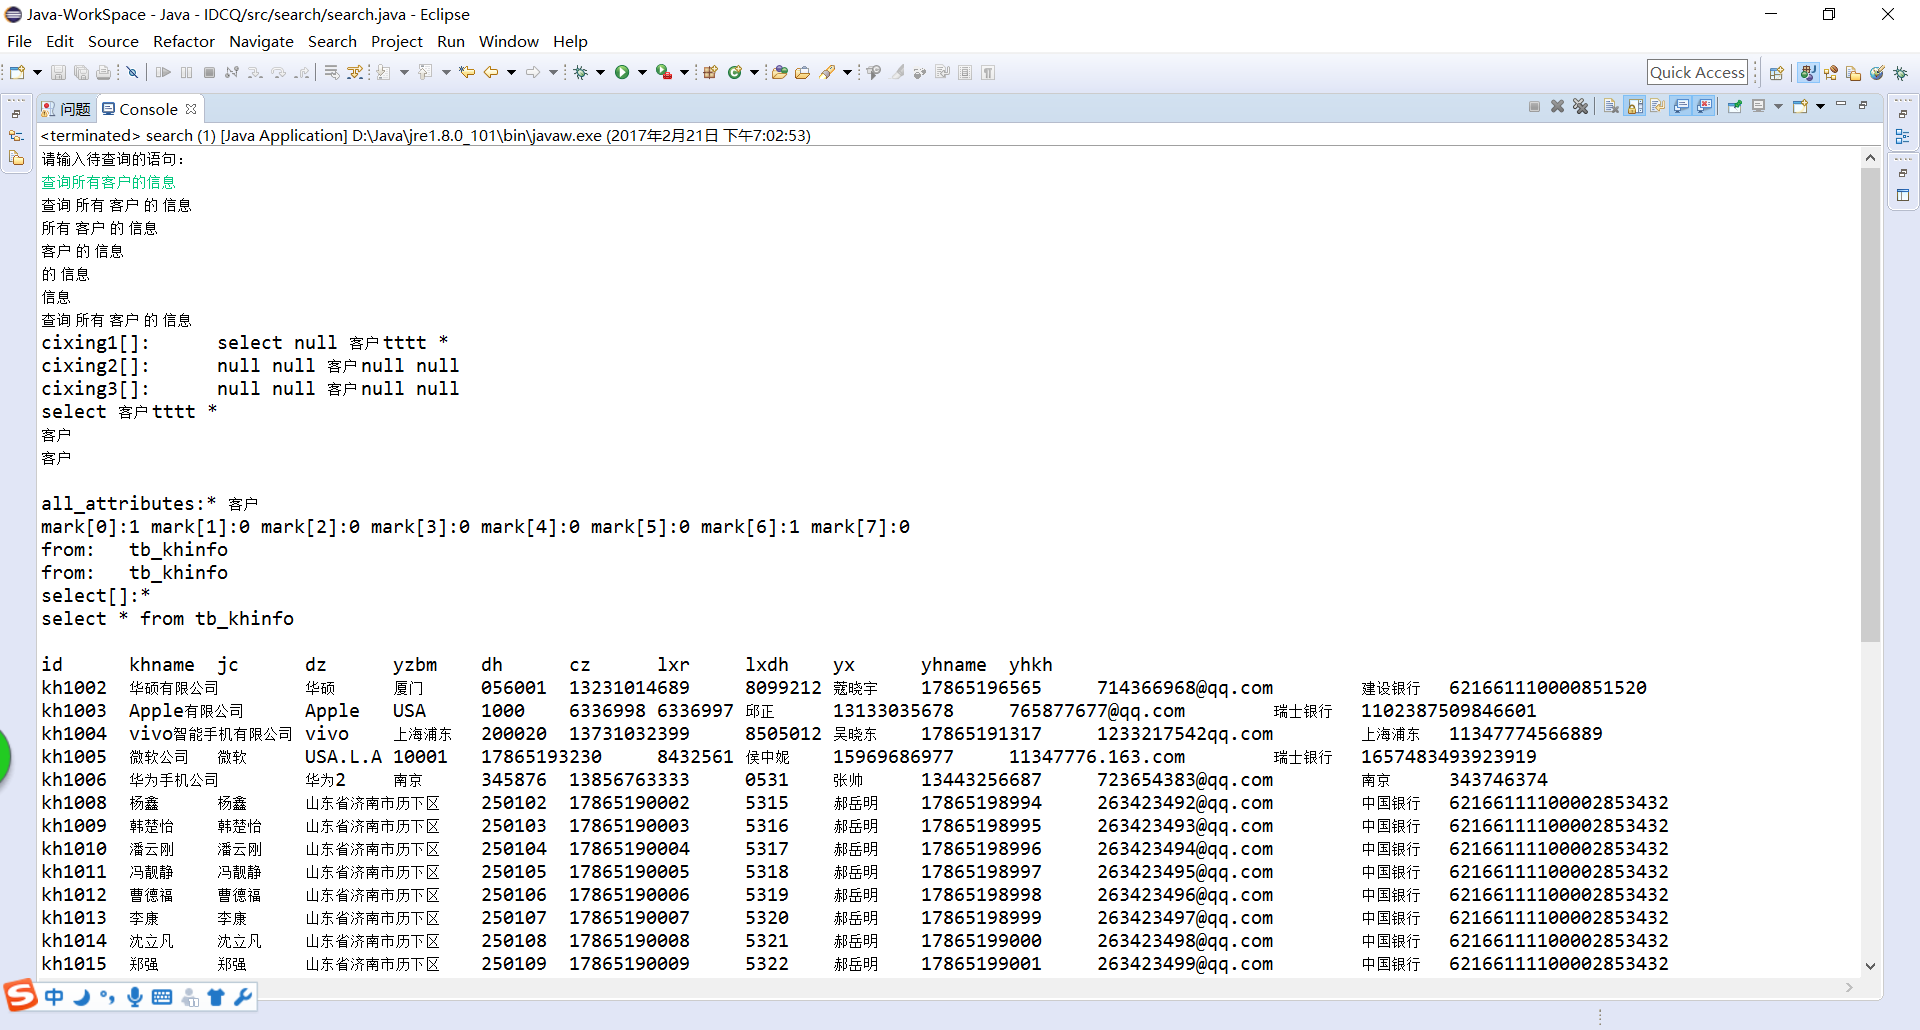 Java-WorkSpace - Java - IDCQ/src/search/search.java - Eclipse
File Edit Source Refactor Navigate Search Project Run Window Help
Quick Access
问题 Console
<terminated> search (1) [Java Application] D:\Java\jre1.8.0_101\bin\javaw.exe (2017年2月21日 下午7:02:53)
请输入待查询的语句：
查询所有客户的信息
查询 所有 客户 的 信息
所有 客户 的 信息
客户 的 信息
的 信息
信息
查询 所有 客户 的 信息
cixing1[]: select null 客户 tttt *
cixing2[]: null null 客户 null null
cixing3[]: null null 客户 null null
select 客户 tttt *
客户
客户
all_attributes:* 客户
mark[0]:1 mark[1]:0 mark[2]:0 mark[3]:0 mark[4]:0 mark[5]:0 mark[6]:1 mark[7]:0
from: tb_khinfo
from: tb_khinfo
select[]:*
select * from tb_khinfo
id khname jc dz yzbm dh cz lxr lxdh yx yhname yhkh
kh1002 华硕有限公司 华硕 厦门 056001 13231014689 8099212 蔻晓宇 17865196565 714366968@qq.com 建设银行 621661110000851520
kh1003 Apple有限公司 Apple USA 1000 6336998 6336997 邱正 13133035678 765877677@qq.com 瑞士银行 1102387509846601
kh1004 vivo智能手机有限公司 vivo 上海浦东 200020 13731032399 8505012 吴晓东 17865191317 1233217542qq.com 上海浦东 11347774566889
kh1005 微软公司 微软 USA.L.A 10001 17865193230 8432561 侯中妮 15969686977 11347776.163.com 瑞士银行 1657483493923919
kh1006 华为手机公司 华为2 南京 345876 13856763333 0531 张帅 13443256687 723654383@qq.com 南京 343746374
kh1008 杨鑫 杨鑫 山东省济南市历下区 250102 17865190002 5315 郝岳明 17865198994 263423492@qq.com 中国银行 62166111100002853432
kh1009 韩楚怡 韩楚怡 山东省济南市历下区 250103 17865190003 5316 郝岳明 17865198995 263423493@qq.com 中国银行 62166111100002853432
kh1010 潘云刚 潘云刚 山东省济南市历下区 250104 17865190004 5317 郝岳明 17865198996 263423494@qq.com 中国银行 62166111100002853432
kh1011 冯靓静 冯靓静 山东省济南市历下区 250105 17865190005 5318 郝岳明 17865198997 263423495@qq.com 中国银行 62166111100002853432
kh1012 曹德福 曹德福 山东省济南市历下区 250106 17865190006 5319 郝岳明 17865198998 263423496@qq.com 中国银行 62166111100002853432
kh1013 李康 李康 山东省济南市历下区 250107 17865190007 5320 郝岳明 17865198999 263423497@qq.com 中国银行 62166111100002853432
kh1014 沈立凡 沈立凡 山东省济南市历下区 250108 17865190008 5321 郝岳明 17865199000 263423498@qq.com 中国银行 62166111100002853432
kh1015 郑强 郑强 山东省济南市历下区 250109 17865190009 5322 郝岳明 17865199001 263423499@qq.com 中国银行 62166111100002853432
中